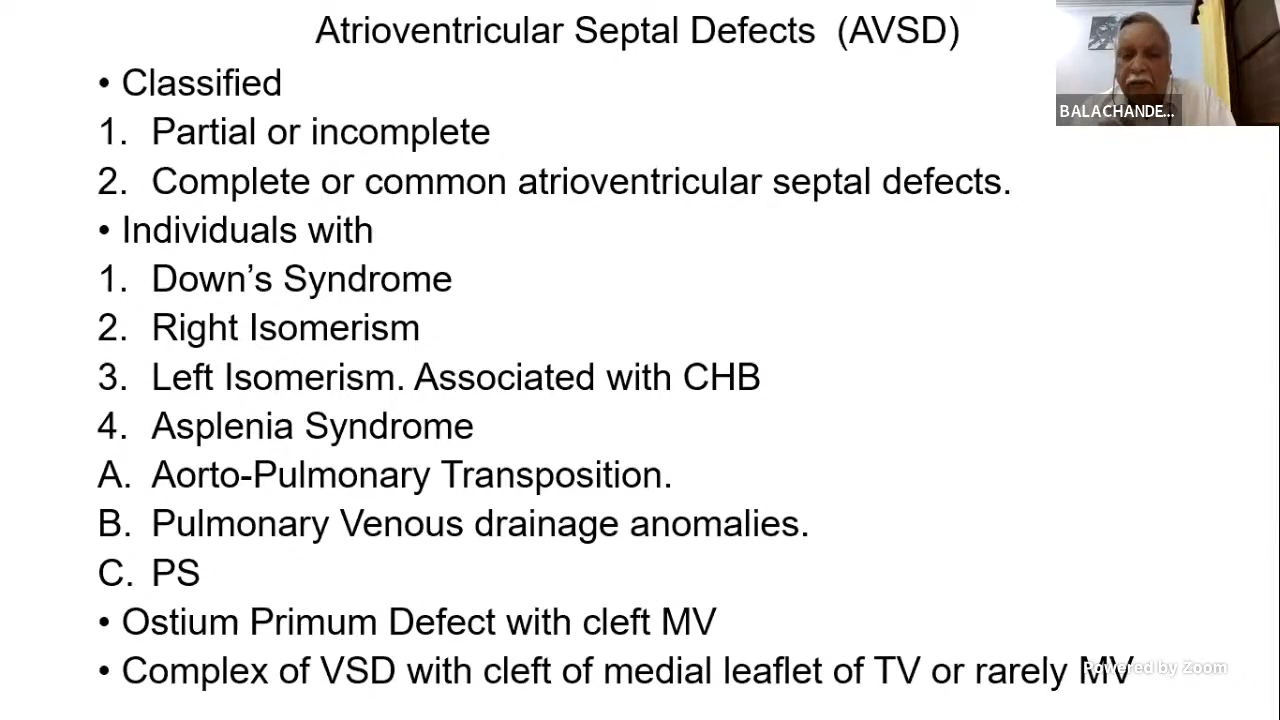 Atrioventricular Septal Defects (AVSD)
• Classified
1. Partial or incomplete
2. Complete or common atrioventricular septal defects.
• Individuals with
1. Down’s Syndrome
2. Right Isomerism
3. Left Isomerism. Associated with CHB
4. Asplenia Syndrome
A. Aorto-Pulmonary Transposition.
B. Pulmonary Venous drainage anomalies.
C. PS
• Ostium Primum Defect with cleft MV
• Complex of VSD with cleft of medial leaflet of TV or rarely MV
BALACHANDE...
Powered by Zoom